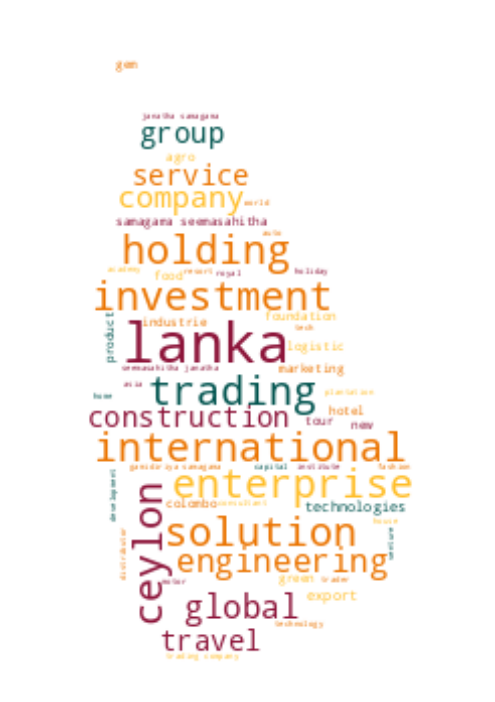 gem
janatha samagama
group
agro
service
company world
samagama seemasahitha
auto
holding
academy food resort royal holiday
investment
product industrie foundation
tech
lanka logistic
seemasahitha janatha marketing
asia trading plantation
home
construction hotel
tour new
international
gamidiriya samagama capital institute fashion
development enterprise
ceylon colombo consultant technologies
house
distributor solution venture
engineering
motor green trader
global export
technology
travel
trading company